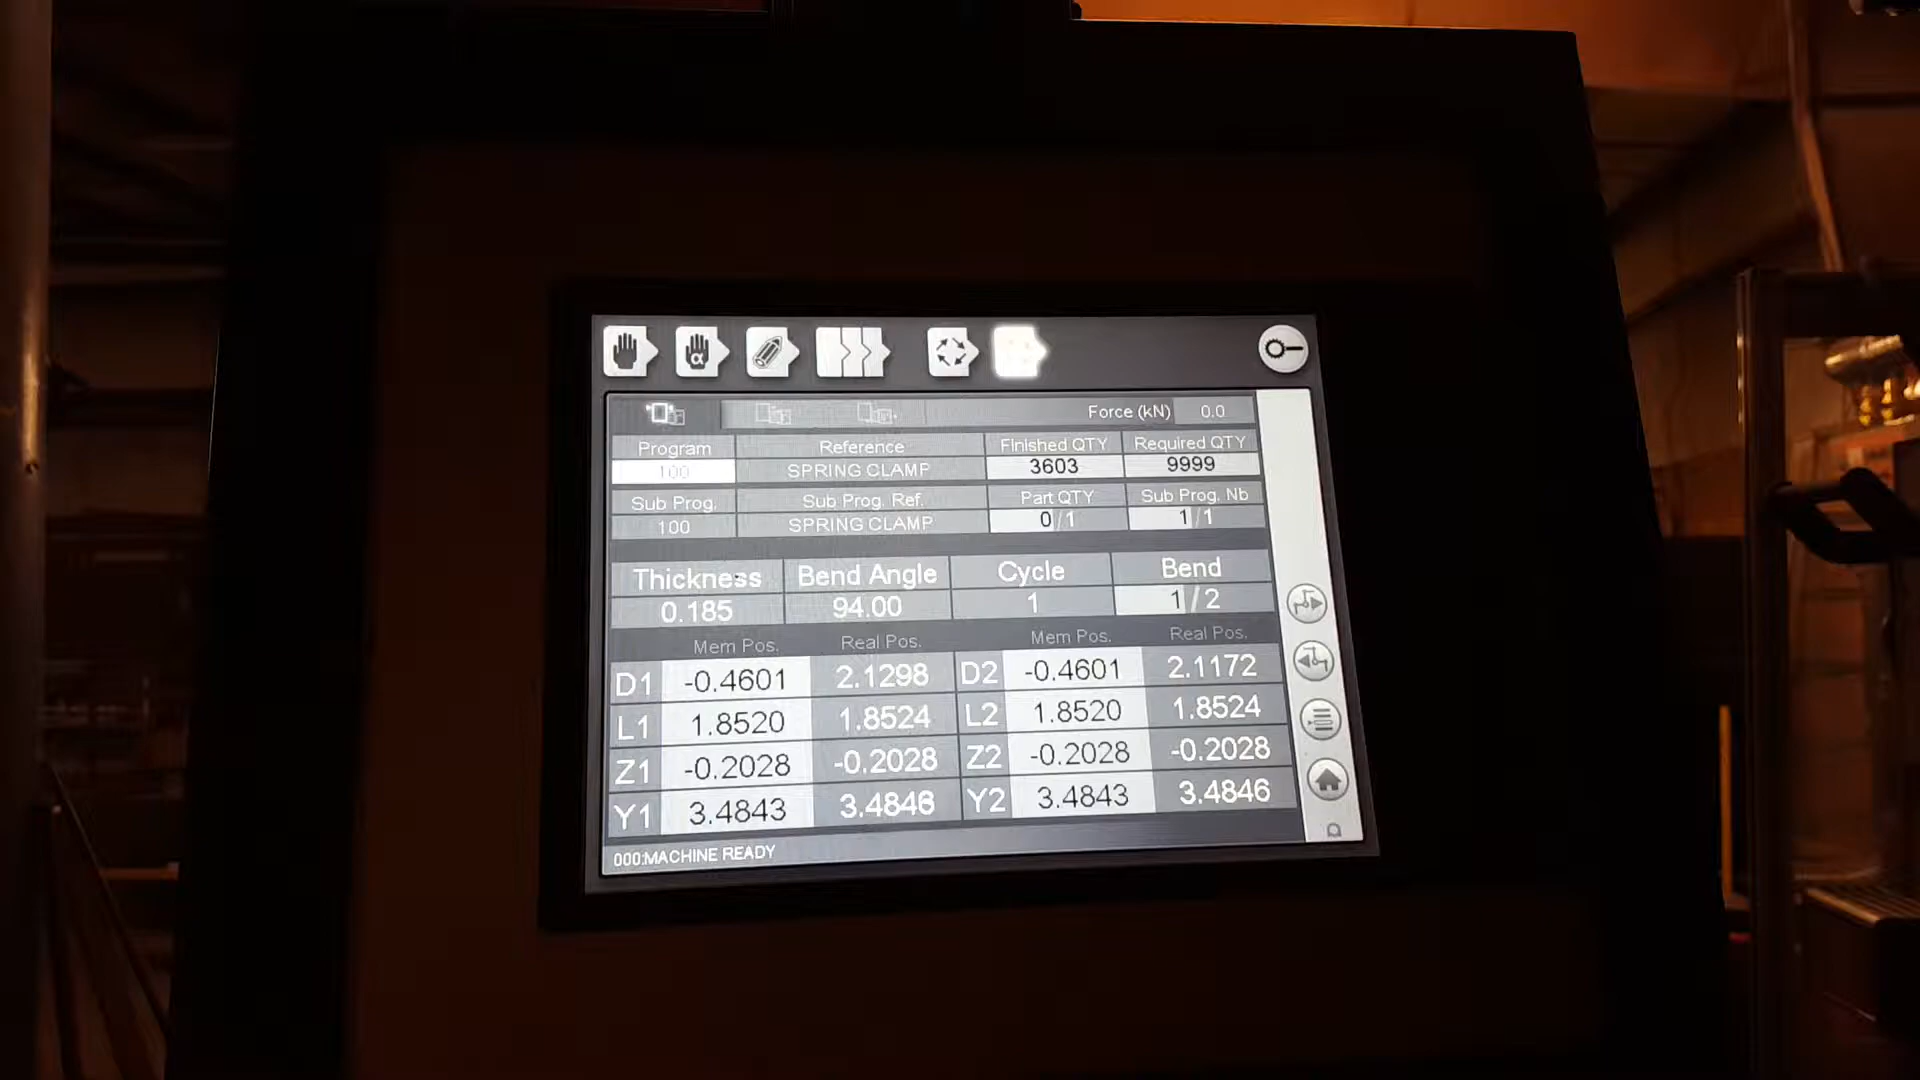 α
Force (kN) 0.0
Program Reference Finished QTY Required QTY
100 SPRING CLAMP 3603 9999
Sub Prog. Sub Prog. Ref. Part QTY Sub Prog. Nb
100 SPRING CLAMP 0/1 1/1
Thickness Bend Angle Cycle Bend
0.185 94.00 1 1/2
Mem Pos. Real Pos. Mem Pos. Real Pos.
D1 -0.4601 2.1298 D2 -0.4601 2.1172
L1 1.8520 1.8524 L2 1.8520 1.8524
Z1 -0.2028 -0.2028 Z2 -0.2028 -0.2028
Y1 3.4843 3.4846 Y2 3.4843 3.4846
000:MACHINE READY